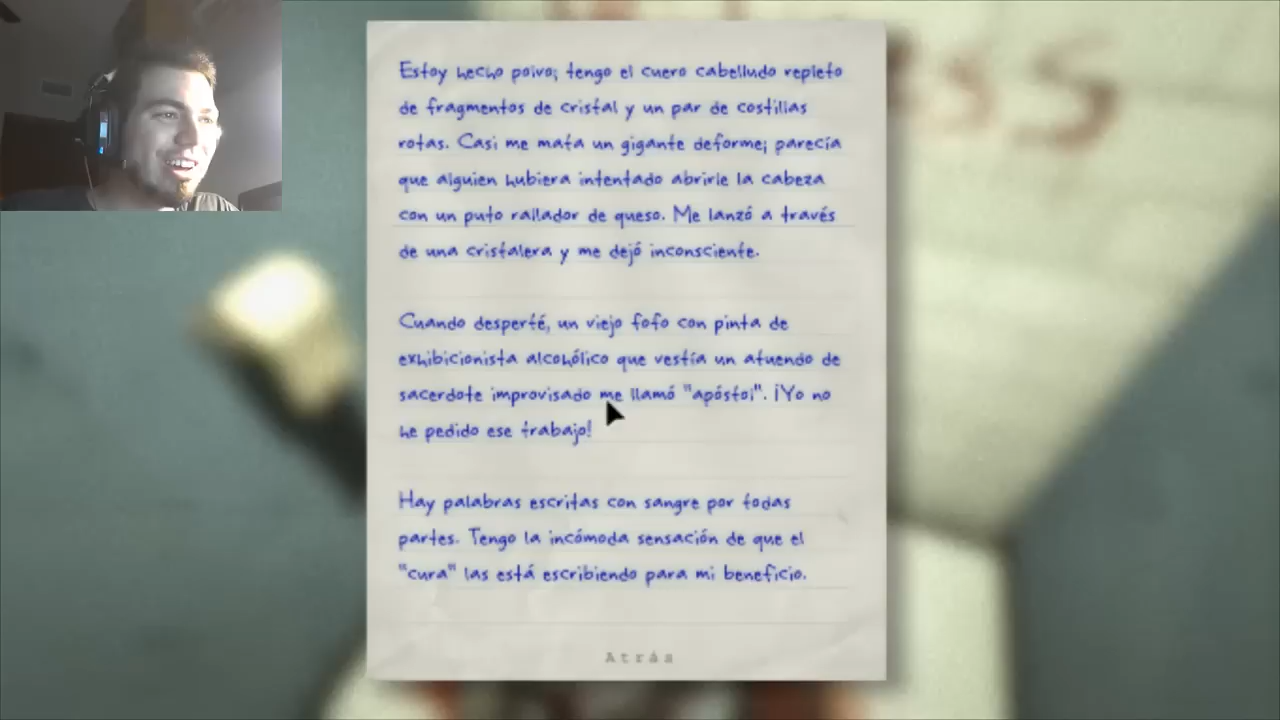 Estoy hecho polvo; tengo el cuero cabelludo repleto
de fragmentos de cristal y un par de costillas
rotas. Casi me mata un gigante deforme; parecía
que alguien hubiera intentado abrirle la cabeza
con un puto rallador de queso. Me lanzó a través
de una cristalera y me dejó inconsciente.
Cuando desperté, un viejo fofo con pinta de
exhibicionista alcohólico que vestía un atuendo de
sacerdote improvisado me llamó "apóstol". ¡Yo no
he pedido ese trabajo!
Hay palabras escritas con sangre por todas
partes. Tengo la incómoda sensación de que el
"cura" las está escribiendo para mi beneficio.
Atrás